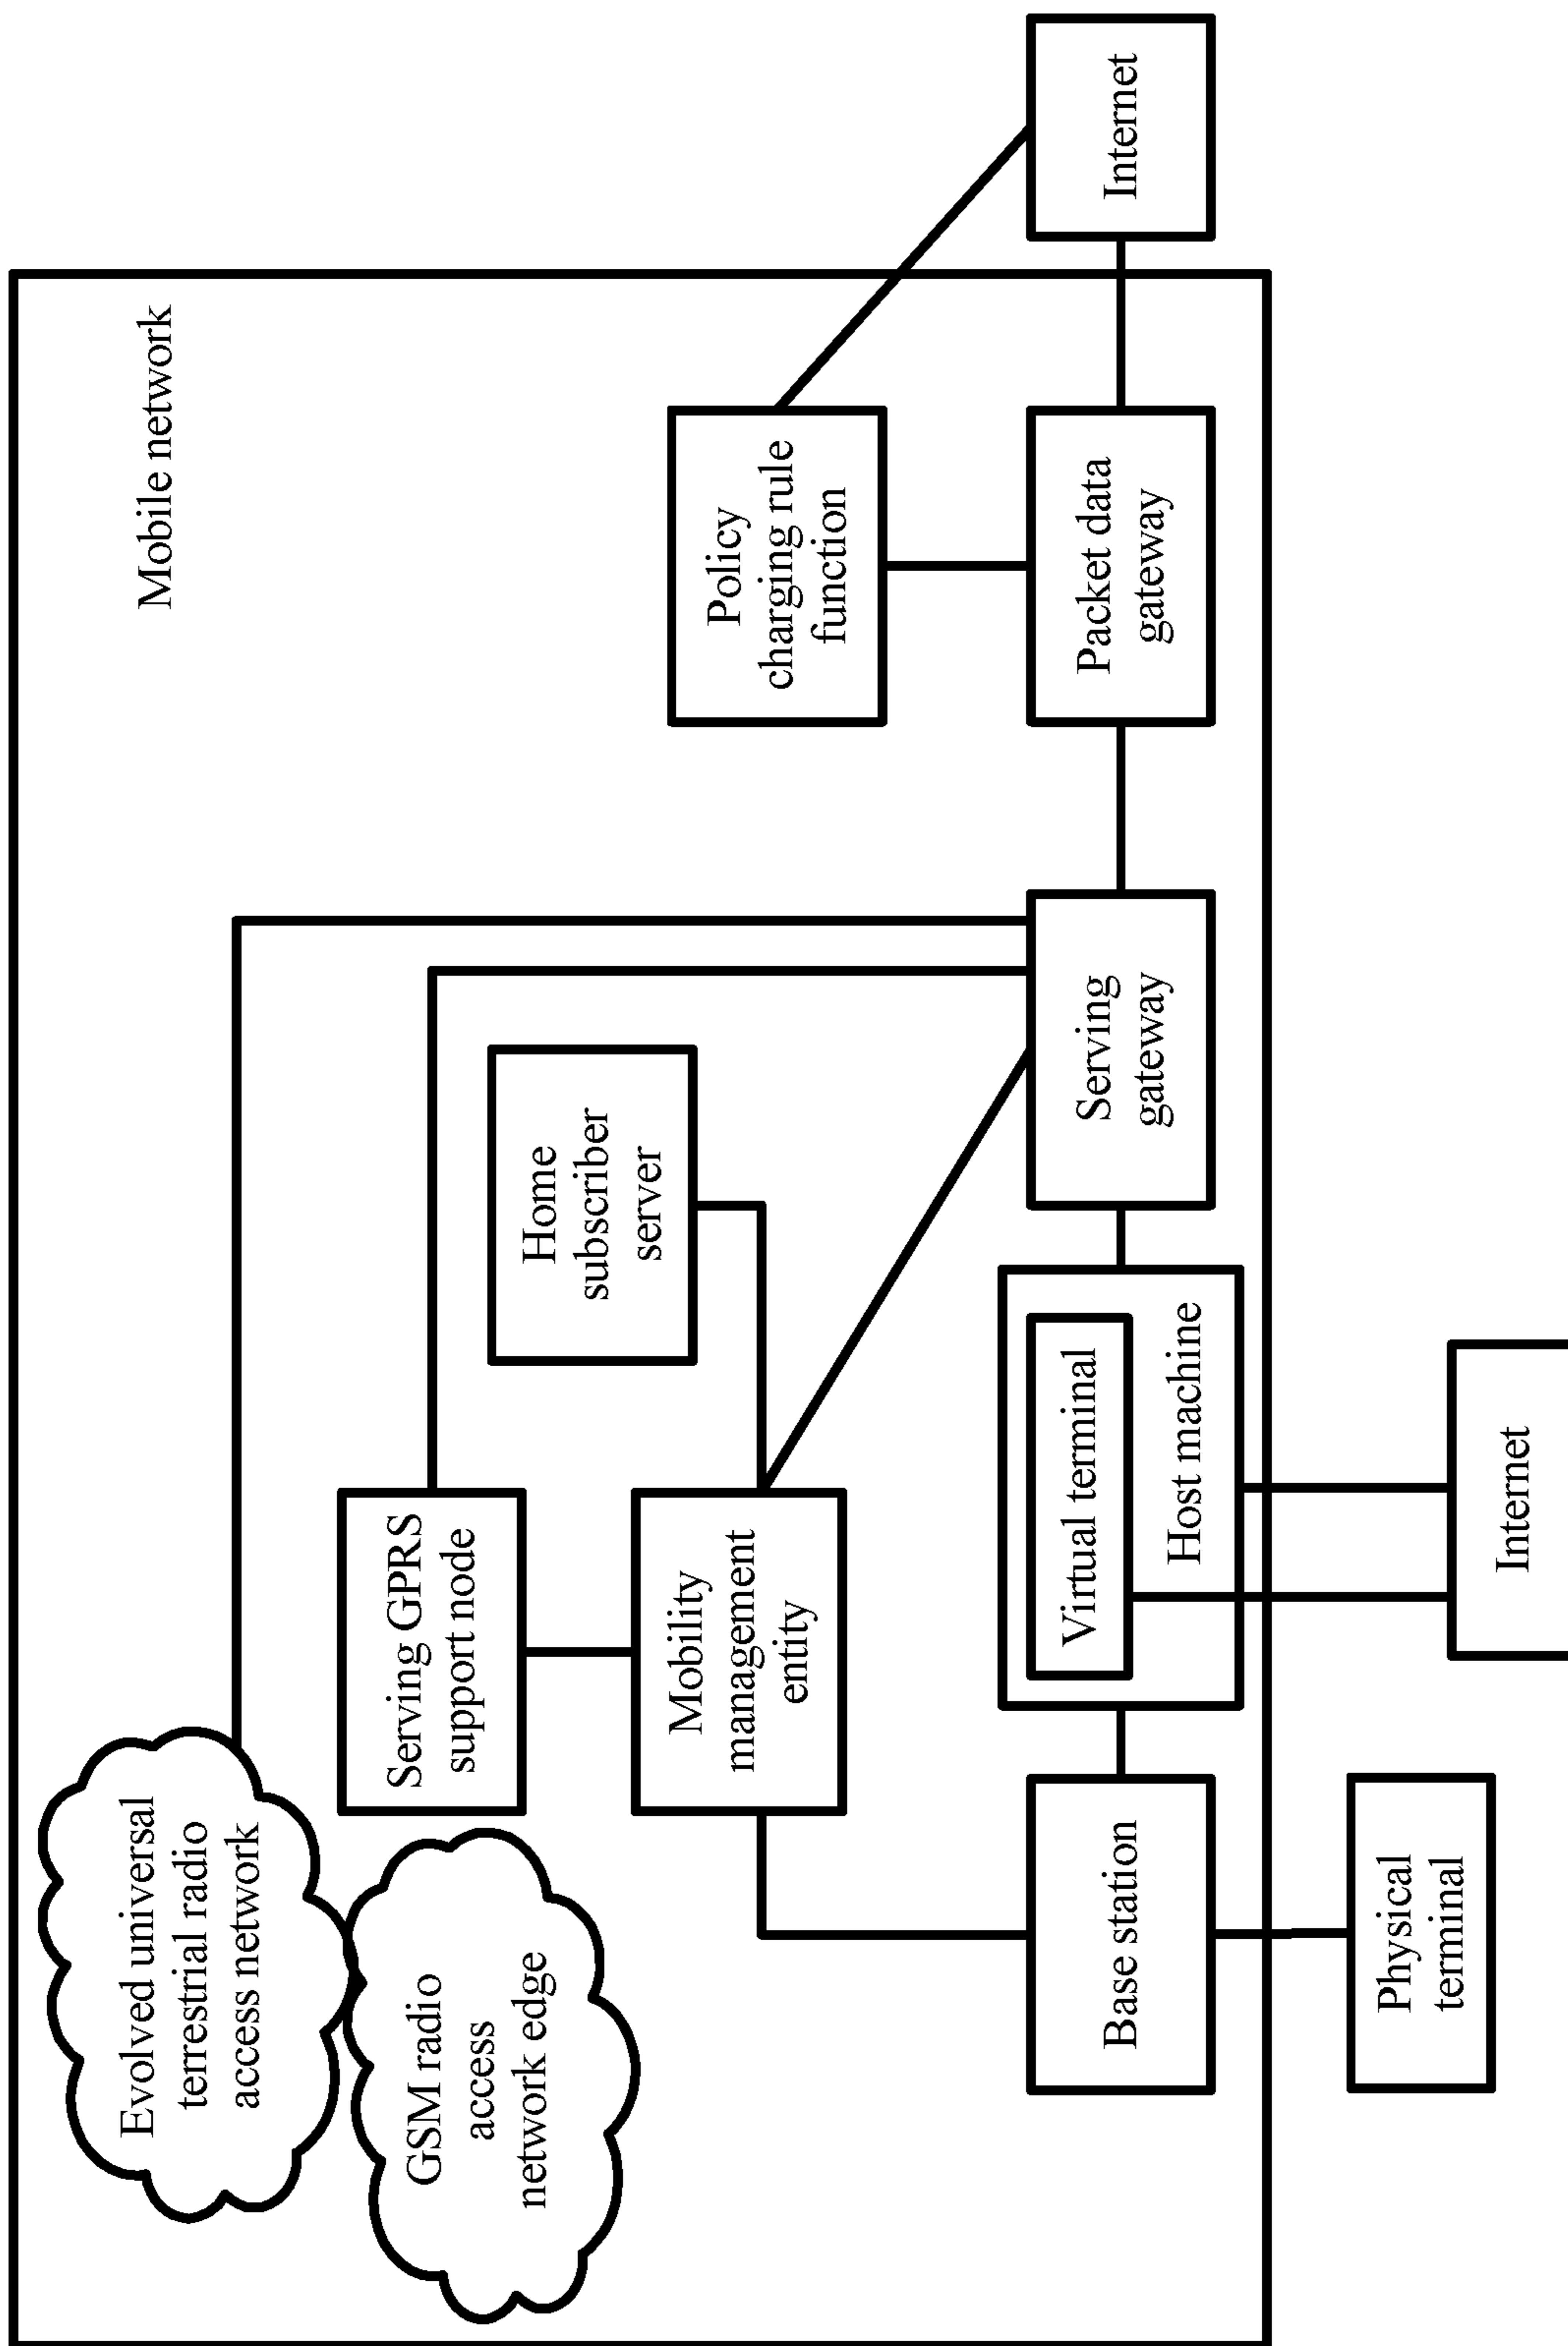 Mobile network
Evolved universal
terrestrial radio
access network
GSM radio
access
network edge
Serving GPRS
support node
Home
subscriber
server
Mobility
management
entity
Policy
charging rule
function
Base station
Virtual terminal
Host machine
Serving
gateway
Packet data
gateway
Internet
Physical
terminal
Internet